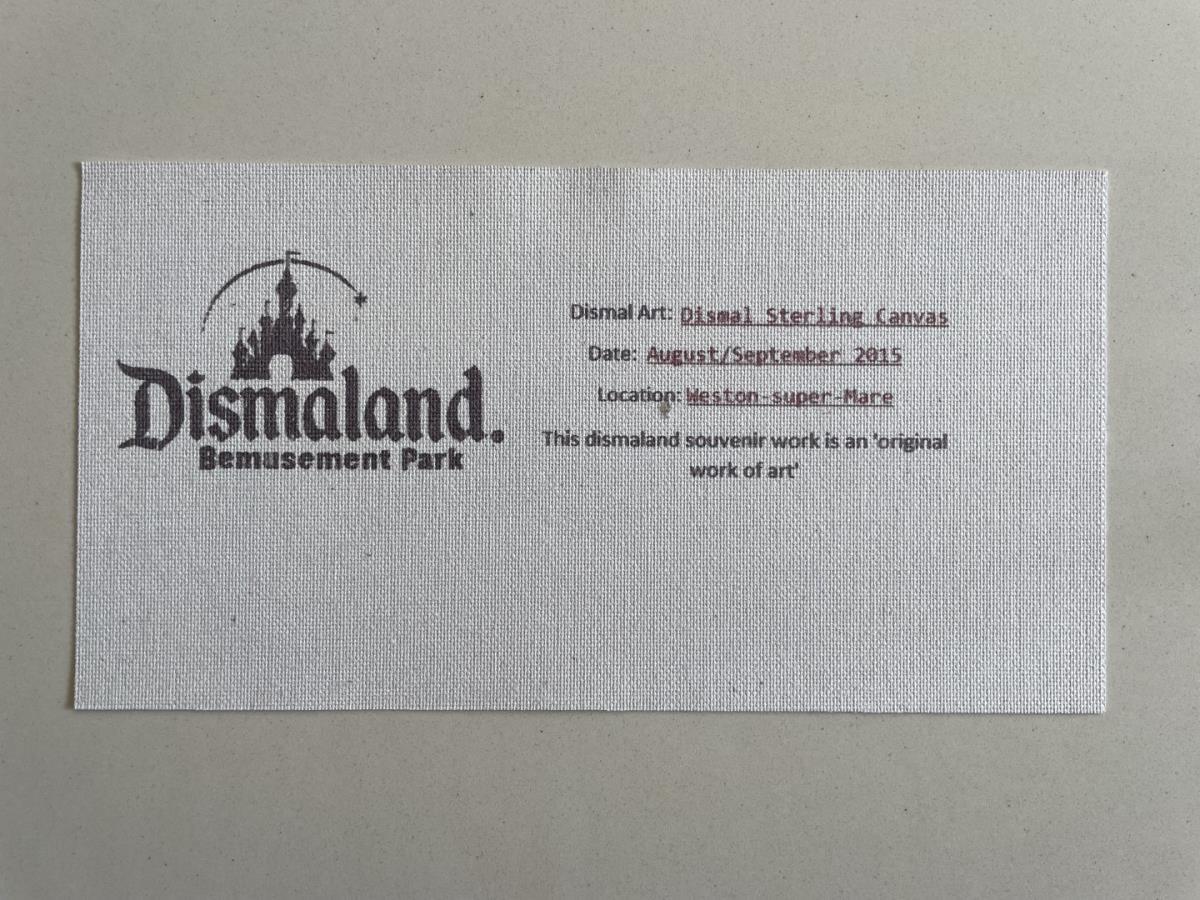 Dismaland.
Bemusement Park
Dismal Art: Dismal Sterling Canvas
Date: August/September 2015
Location: Weston-super-Mare
This dismaland souvenir work is an 'original
work of art'